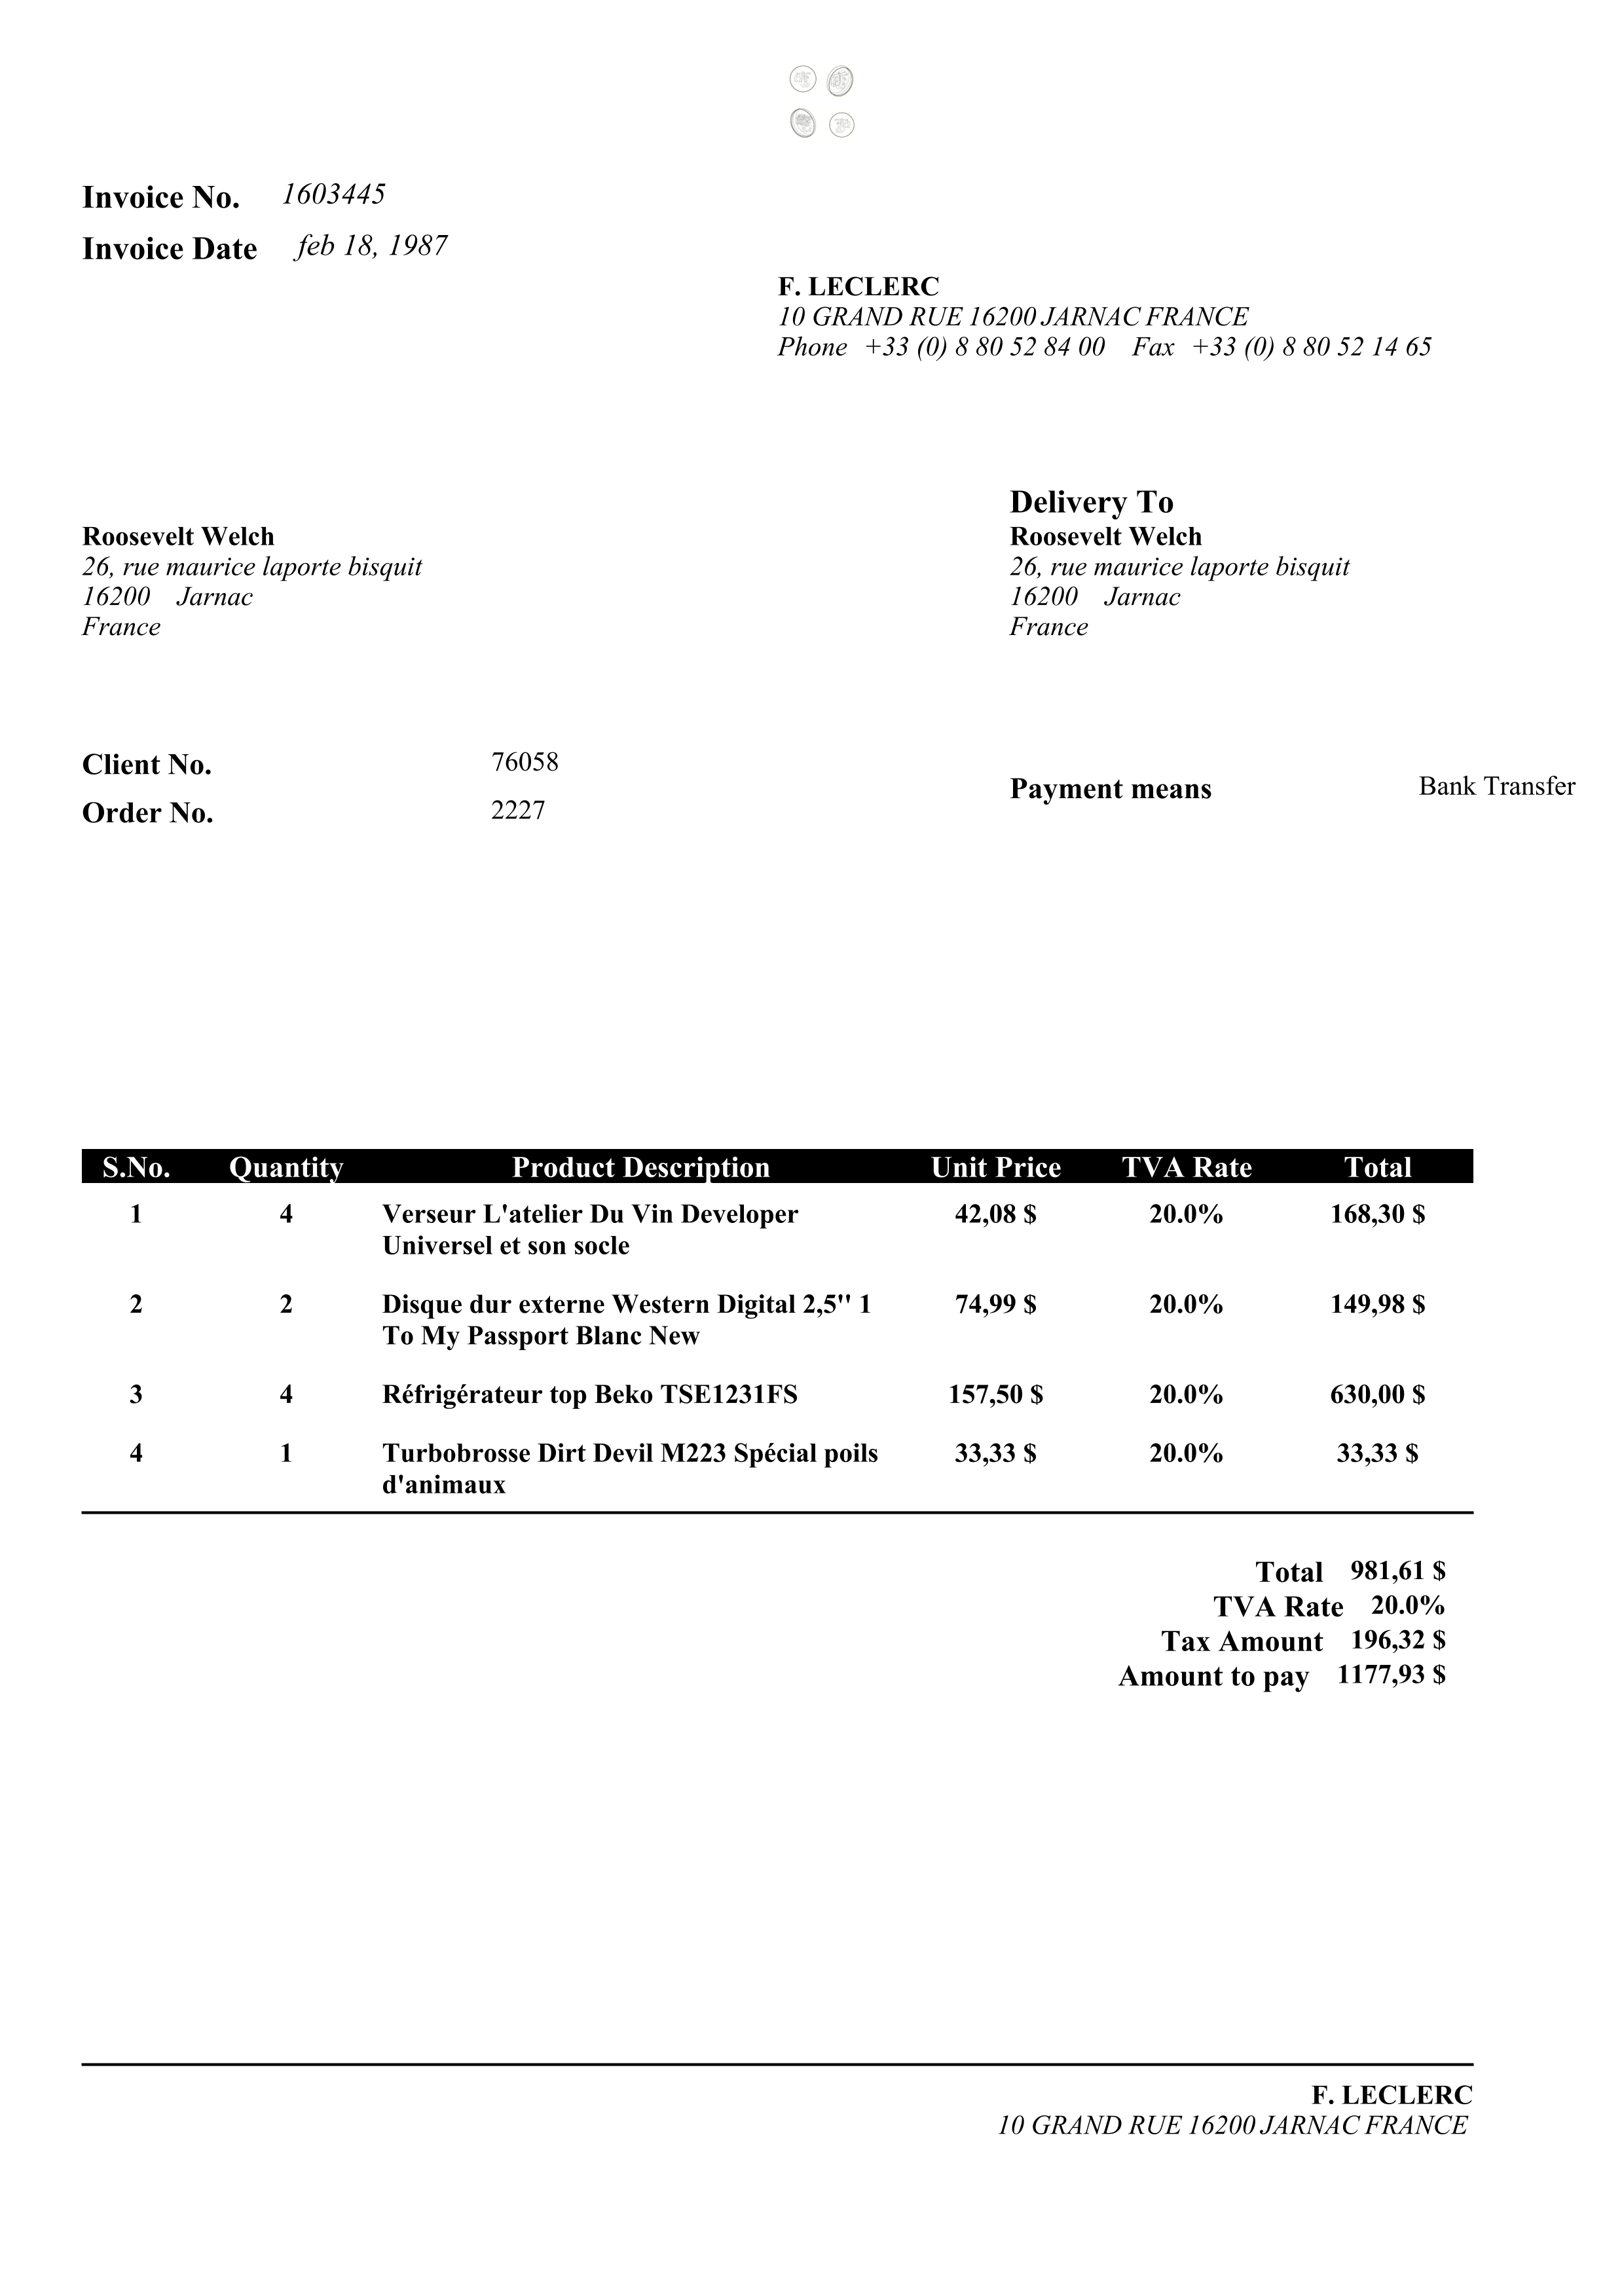 Invoice No. 1603445
Invoice Date feb 18, 1987
F. LECLERC
10 GRAND RUE 16200 JARNAC FRANCE
Phone +33 (0) 8 80 52 84 00 Fax +33 (0) 8 80 52 14 65
Roosevelt Welch
26, rue maurice laporte bisquit
16200 Jarnac
France
Delivery To
Roosevelt Welch
26, rue maurice laporte bisquit
16200 Jarnac
France
Client No. 76058
Order No. 2227
Payment means Bank Transfer
S.No. Quantity Product Description Unit Price TVA Rate Total
1 4 Verseur L'atelier Du Vin Developer 42,08 $ 20.0% 168,30 $
Universel et son socle
2 2 Disque dur externe Western Digital 2,5'' 1 74,99 $ 20.0% 149,98 $
To My Passport Blanc New
3 4 Réfrigérateur top Beko TSE1231FS 157,50 $ 20.0% 630,00 $
4 1 Turbobrosse Dirt Devil M223 Spécial poils 33,33 $ 20.0% 33,33 $
d'animaux
Total 981,61 $
TVA Rate 20.0%
Tax Amount 196,32 $
Amount to pay 1177,93 $
F. LECLERC
10 GRAND RUE 16200 JARNAC FRANCE